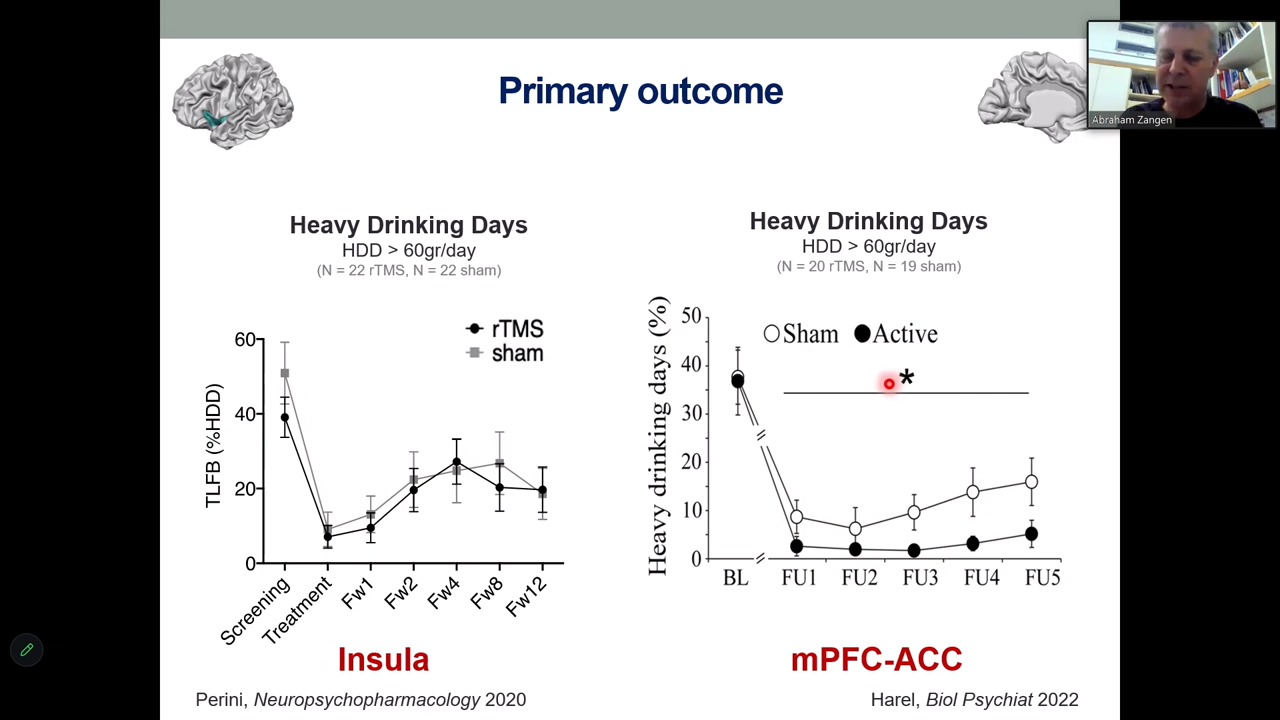 Primary outcome
Abraham Zangen
Heavy Drinking Days
HDD > 60gr/day
(N = 22 rTMS, N = 22 sham)
rTMS
sham
TLFB (%HDD)
60
40
20
0
Screening
Treatment
Fw1
Fw2
Fw4
Fw8
Fw12
Insula
Perini, Neuropsychopharmacology 2020
Heavy Drinking Days
HDD > 60gr/day
(N = 20 rTMS, N = 19 sham)
Heavy drinking days (%)
50
40
30
20
10
0
Sham Active
*
BL FU1 FU2 FU3 FU4 FU5
mPFC-ACC
Harel, Biol Psychiat 2022